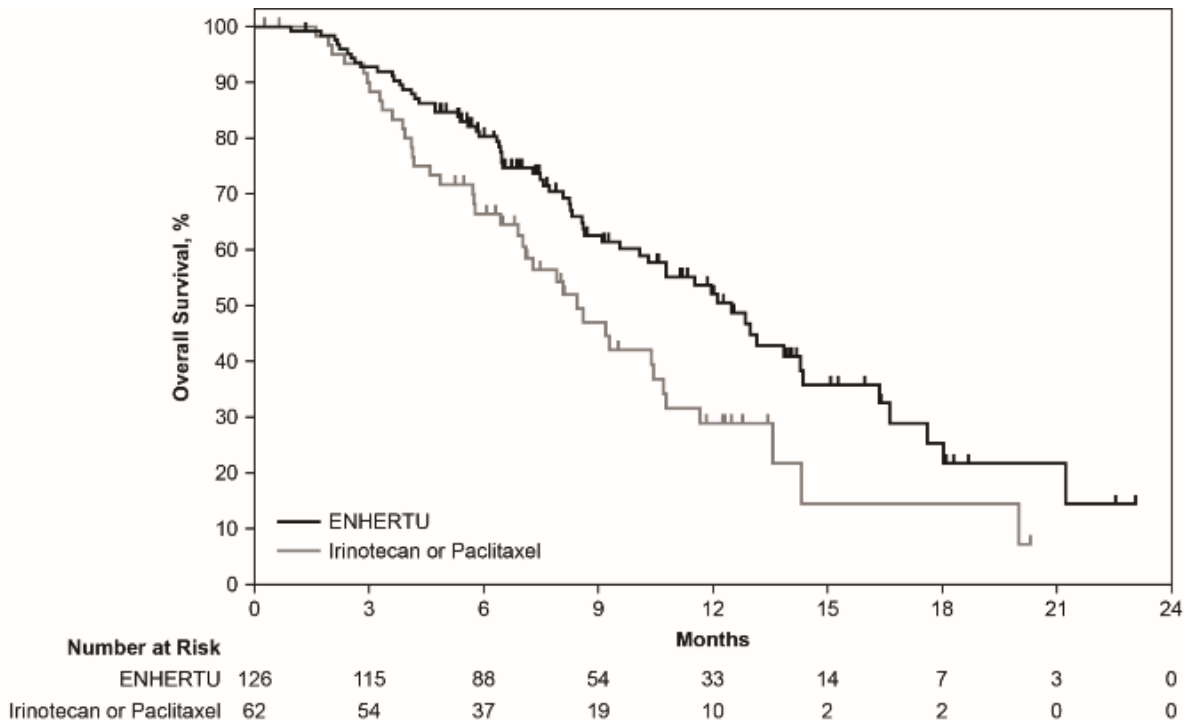 100
90
80
70
60
50
40
30
20
10
0
Overall Survival, %
ENHERTU
Irinotecan or Paclitaxel
0 3 6 9 12 15 18 21 24
Months
Number at Risk
ENHERTU 126 115 88 54 33 14 7 3 0
Irinotecan or Paclitaxel 62 54 37 19 10 2 2 0 0